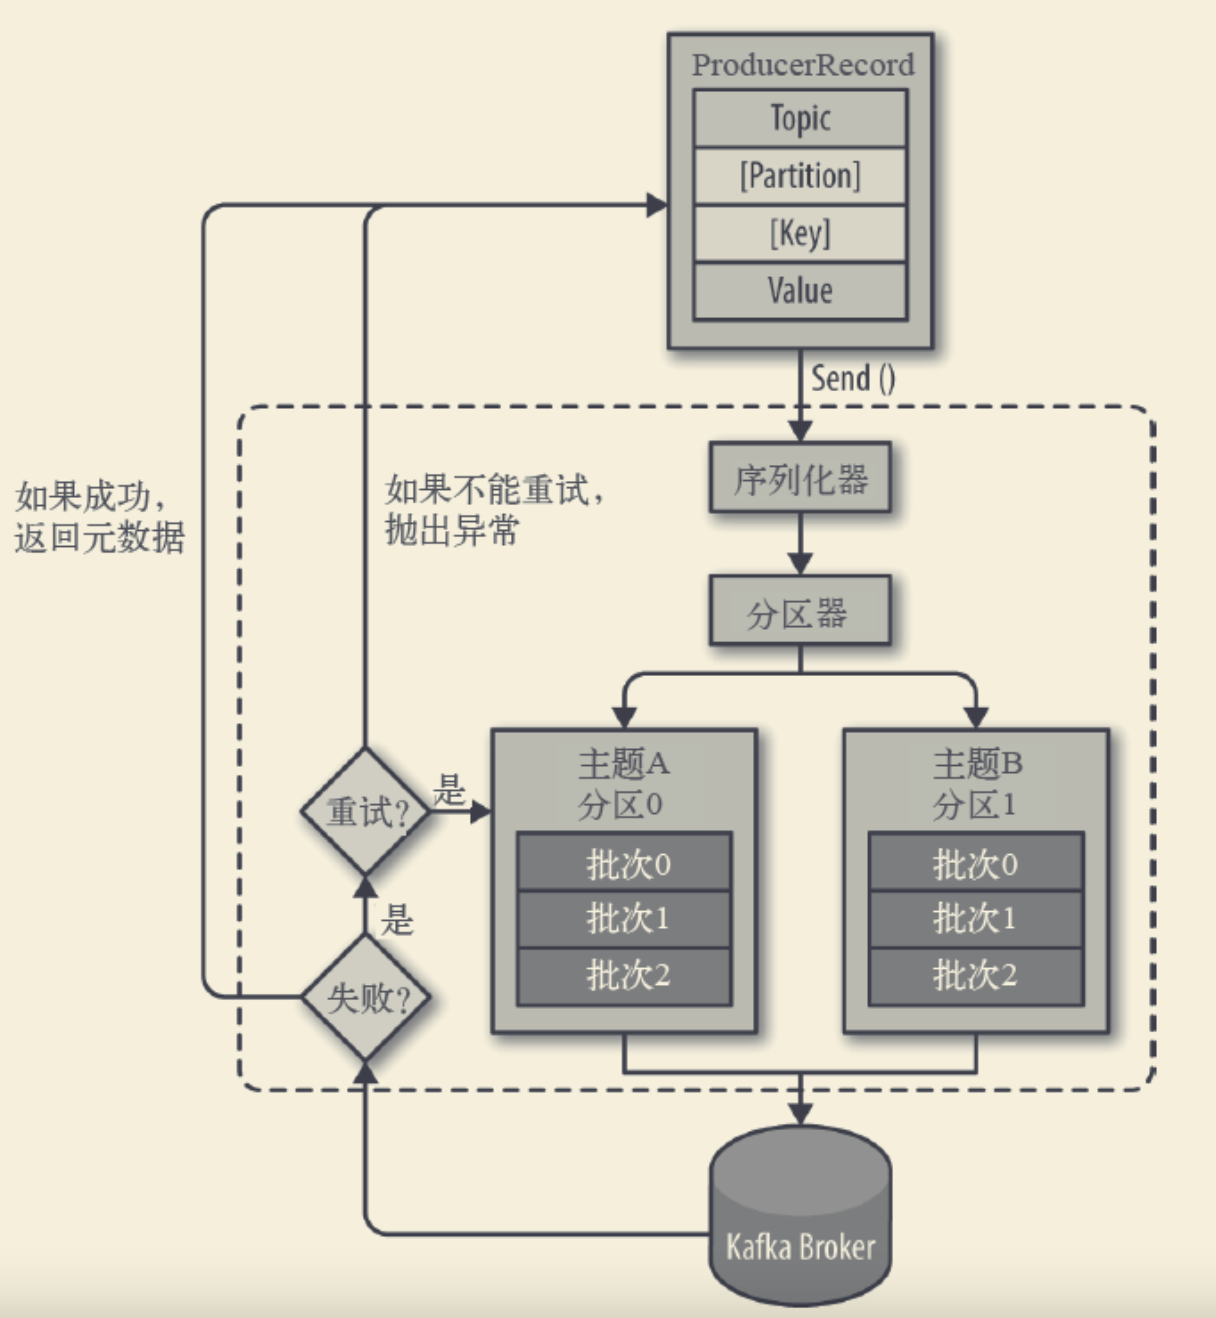 ProducerRecord
Topic
[Partition]
[Key]
Value
Send ()
序列化器
如果成功，
返回元数据
如果不能重试，
抛出异常
分区器
主题A
分区0
批次0
批次1
批次2
主题B
分区1
批次0
批次1
批次2
重试?
是
是
失败?
Kafka Broker